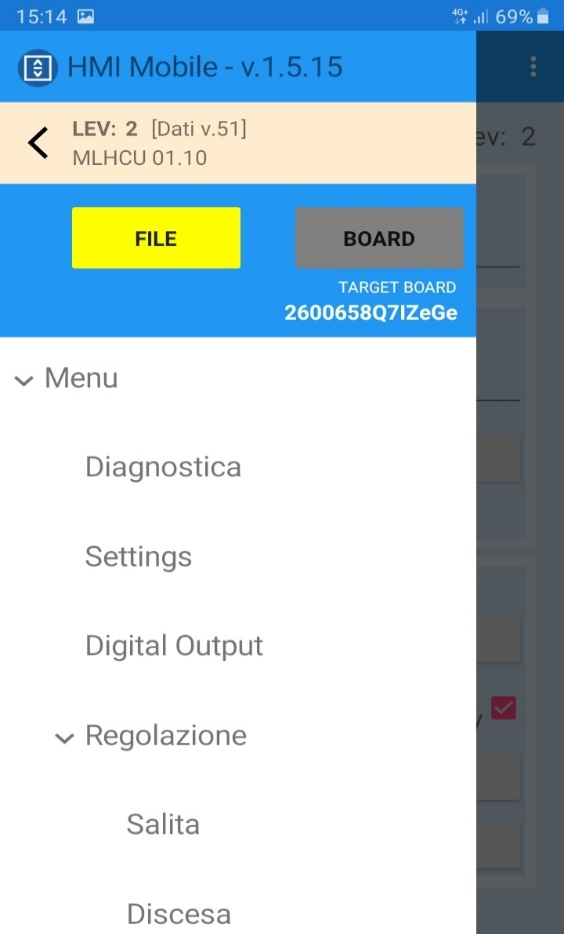 15:14 4G+ 69%
HMI Mobile - v.1.5.15
LEV: 2 [Dati v.51]
MLHCU 01.10
ev: 2
FILE BOARD
TARGET BOARD
2600658Q7IZeGe
Menu
Diagnostica
Settings
Digital Output
Regolazione
Salita
Discesa